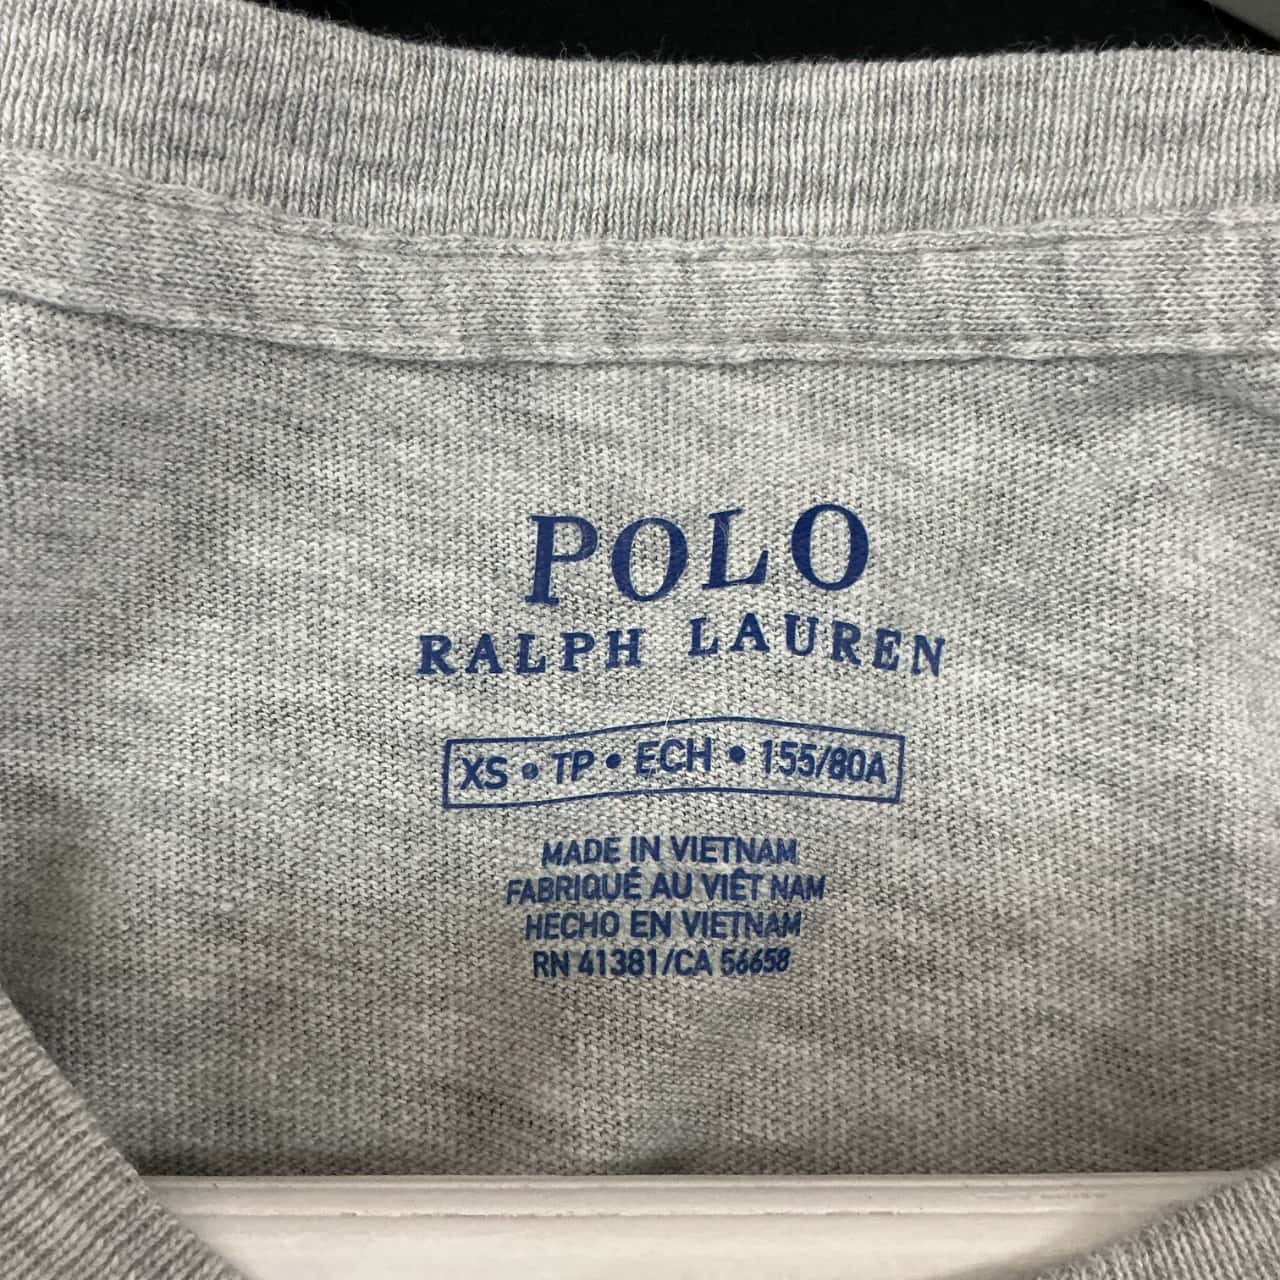 POLO
RALPH LAUREN
XS • TP • ECH • 155/80A
MADE IN VIETNAM
FABRIQUÉ AU VIÊT NAM
HECHO EN VIETNAM
RN 41381/CA 56658